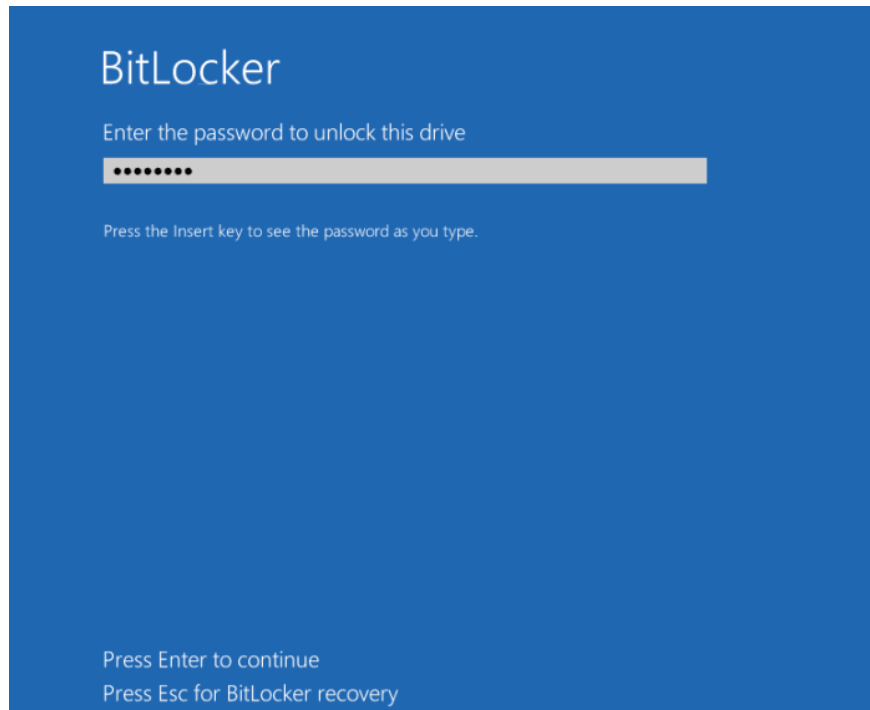 BitLocker
Enter the password to unlock this drive
••••••••
Press the Insert key to see the password as you type.
Press Enter to continue
Press Esc for BitLocker recovery